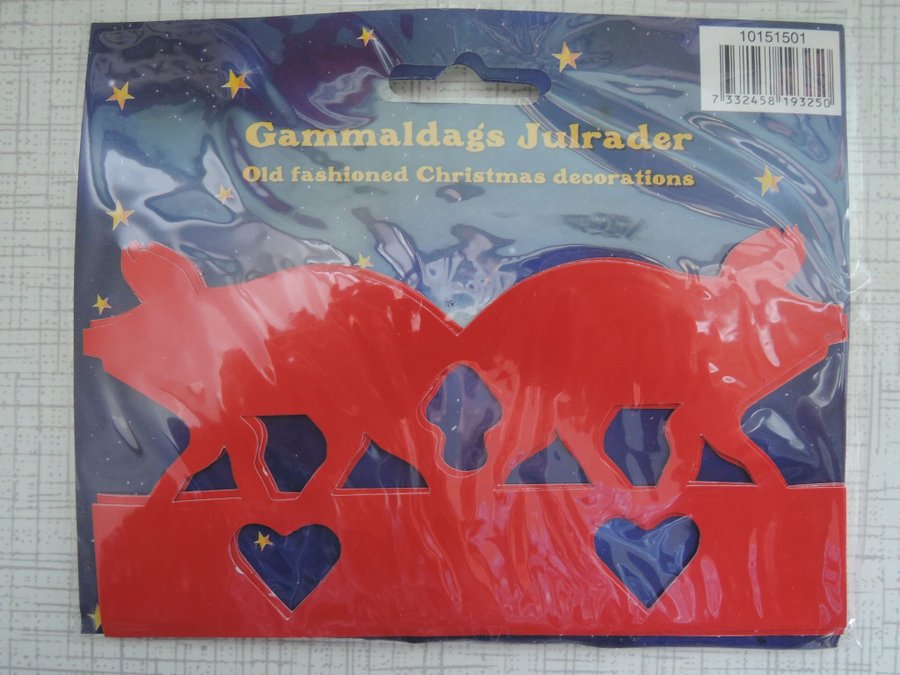 10151501
7 332458 193250
Gammaldags Julrader
Old fashioned Christmas decorations